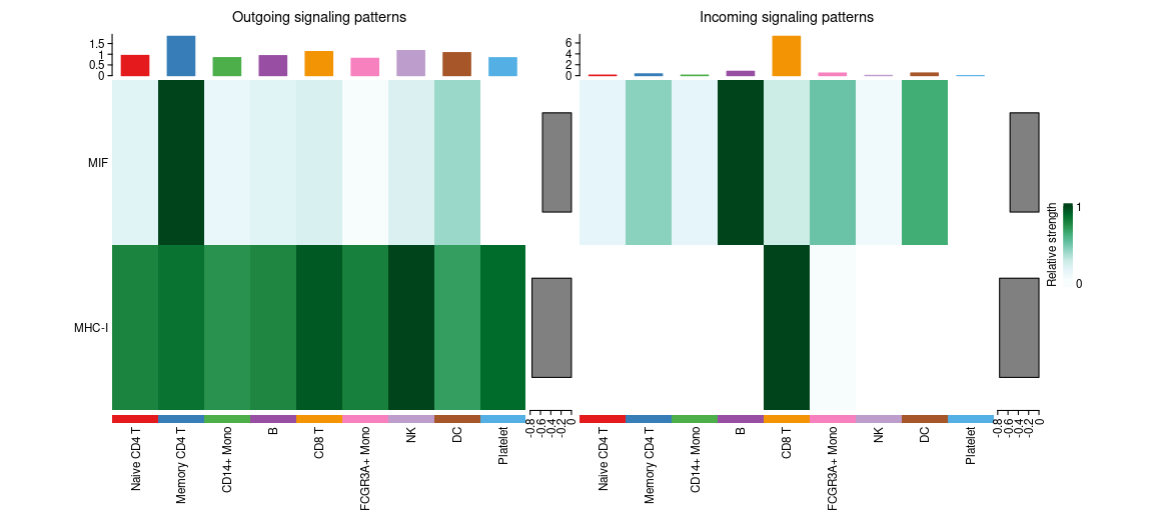 Outgoing signaling patterns
Incoming signaling patterns
1.5
1
0.5
0
6
4
2
0
MIF
MHC-I
Relative strength
1
0
-0.8
-0.6
-0.4
-0.2
0
-0.8
-0.6
-0.4
-0.2
0
Naive CD4 T
Memory CD4 T
CD14+ Mono
B
CD8 T
FCGR3A+ Mono
NK
DC
Platelet
Naive CD4 T
Memory CD4 T
CD14+ Mono
B
CD8 T
FCGR3A+ Mono
NK
DC
Platelet